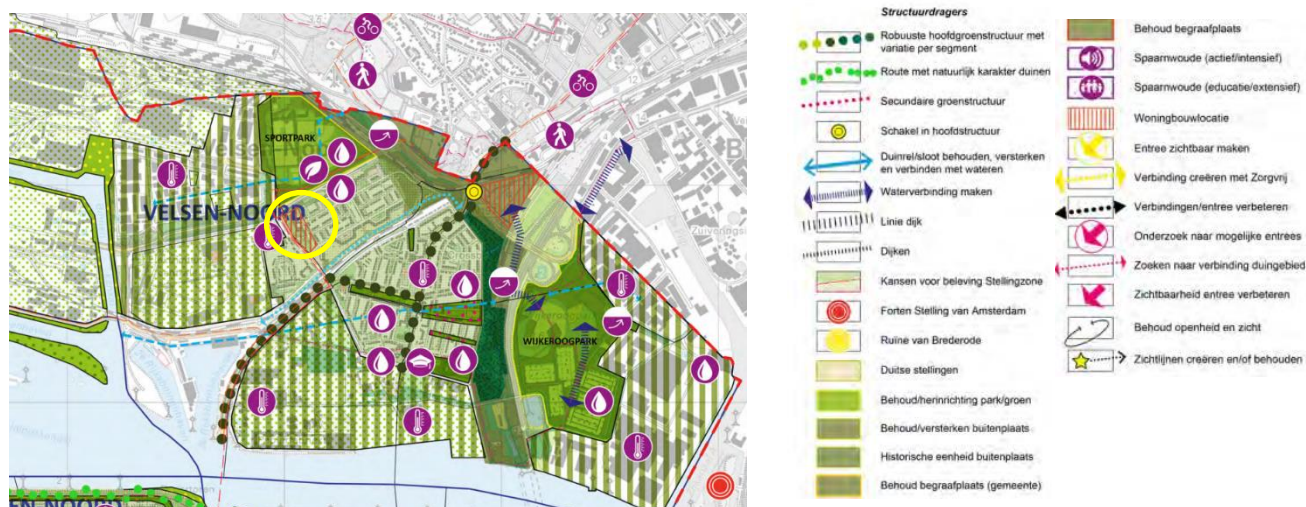 SPORTPARK
VELSEN-NOORD
WIJKEROOGPARK
Structuurdragers
Robuuste hoofdgroenstructuur met
variatie per segment
Route met natuurlijk karakter duinen
Secundaire groenstructuur
Schakel in hoofdstructuur
Duinrel/sloot behouden, versterken
en verbinden met wateren
Waterverbinding maken
Linie dijk
Dijken
Kansen voor beleving Stellingzone
Forten Stelling van Amsterdam
Ruïne van Brederode
Duitse stellingen
Behoud/herinrichting park/groen
Behoud/versterken buitenplaats
Historische eenheid buitenplaats
Behoud begraafplaats (gemeente)
Behoud begraafplaats
Spaarnwoude (actief/intensief)
Spaarnwoude (educatie/extensief)
Woningbouwlocatie
Entree zichtbaar maken
Verbinding creëren met Zorgvrij
Verbindingen/entree verbeteren
Onderzoek naar mogelijke entrees
Zoeken naar verbinding duingebied
Zichtbaarheid entree verbeteren
Behoud openheid en zicht
Zichtlijnen creëren en/of behouden